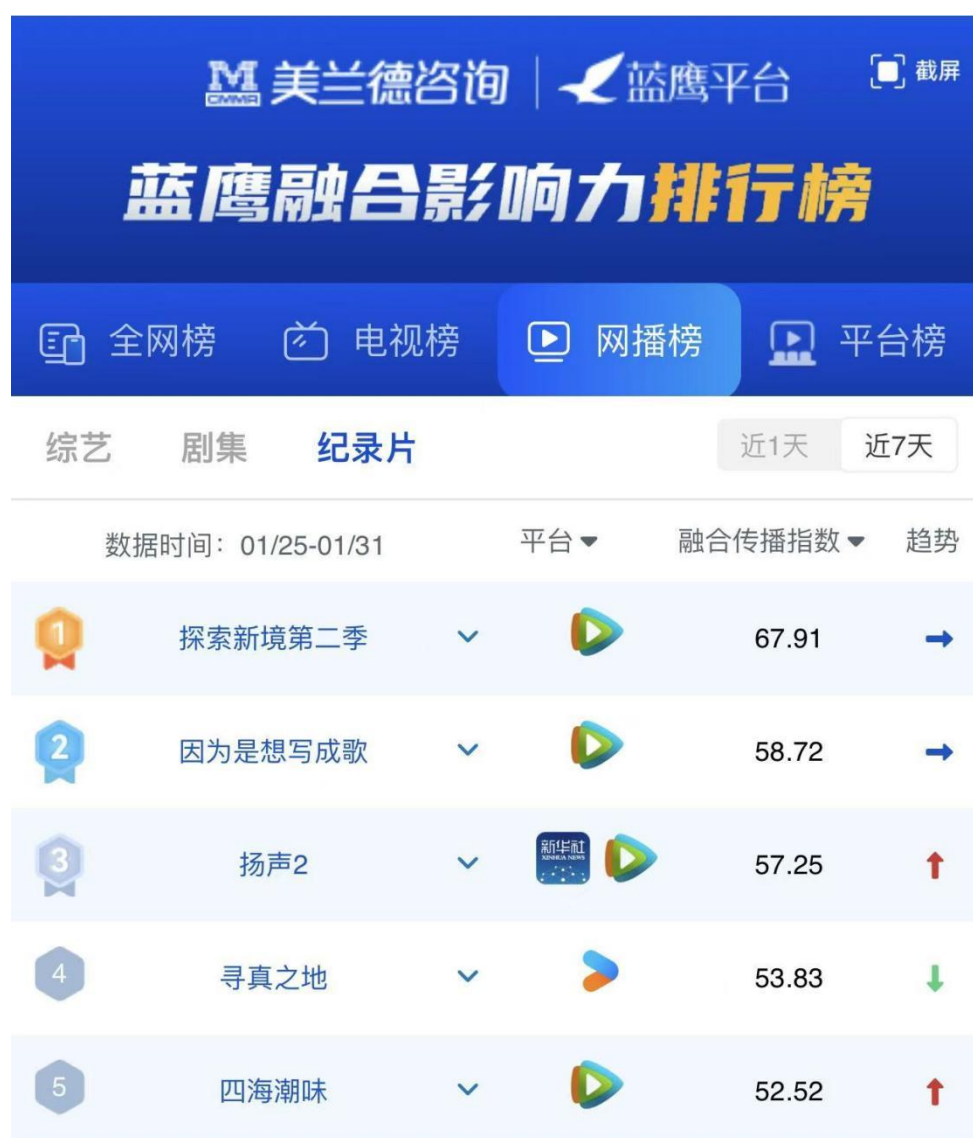 CMMR 美兰德咨询 蓝鹰平台 截屏
蓝鹰融合影响力排行榜
全网榜 电视榜 网播榜 平台榜
综艺 剧集 纪录片 近1天 近7天
数据时间：01/25-01/31 平台 融合传播指数 趋势
1 探索新境第二季 67.91
2 因为是想写成歌 58.72
3 扬声2 新华社 XINHUA NEWS 57.25
4 寻真之地 53.83
5 四海潮味 52.52